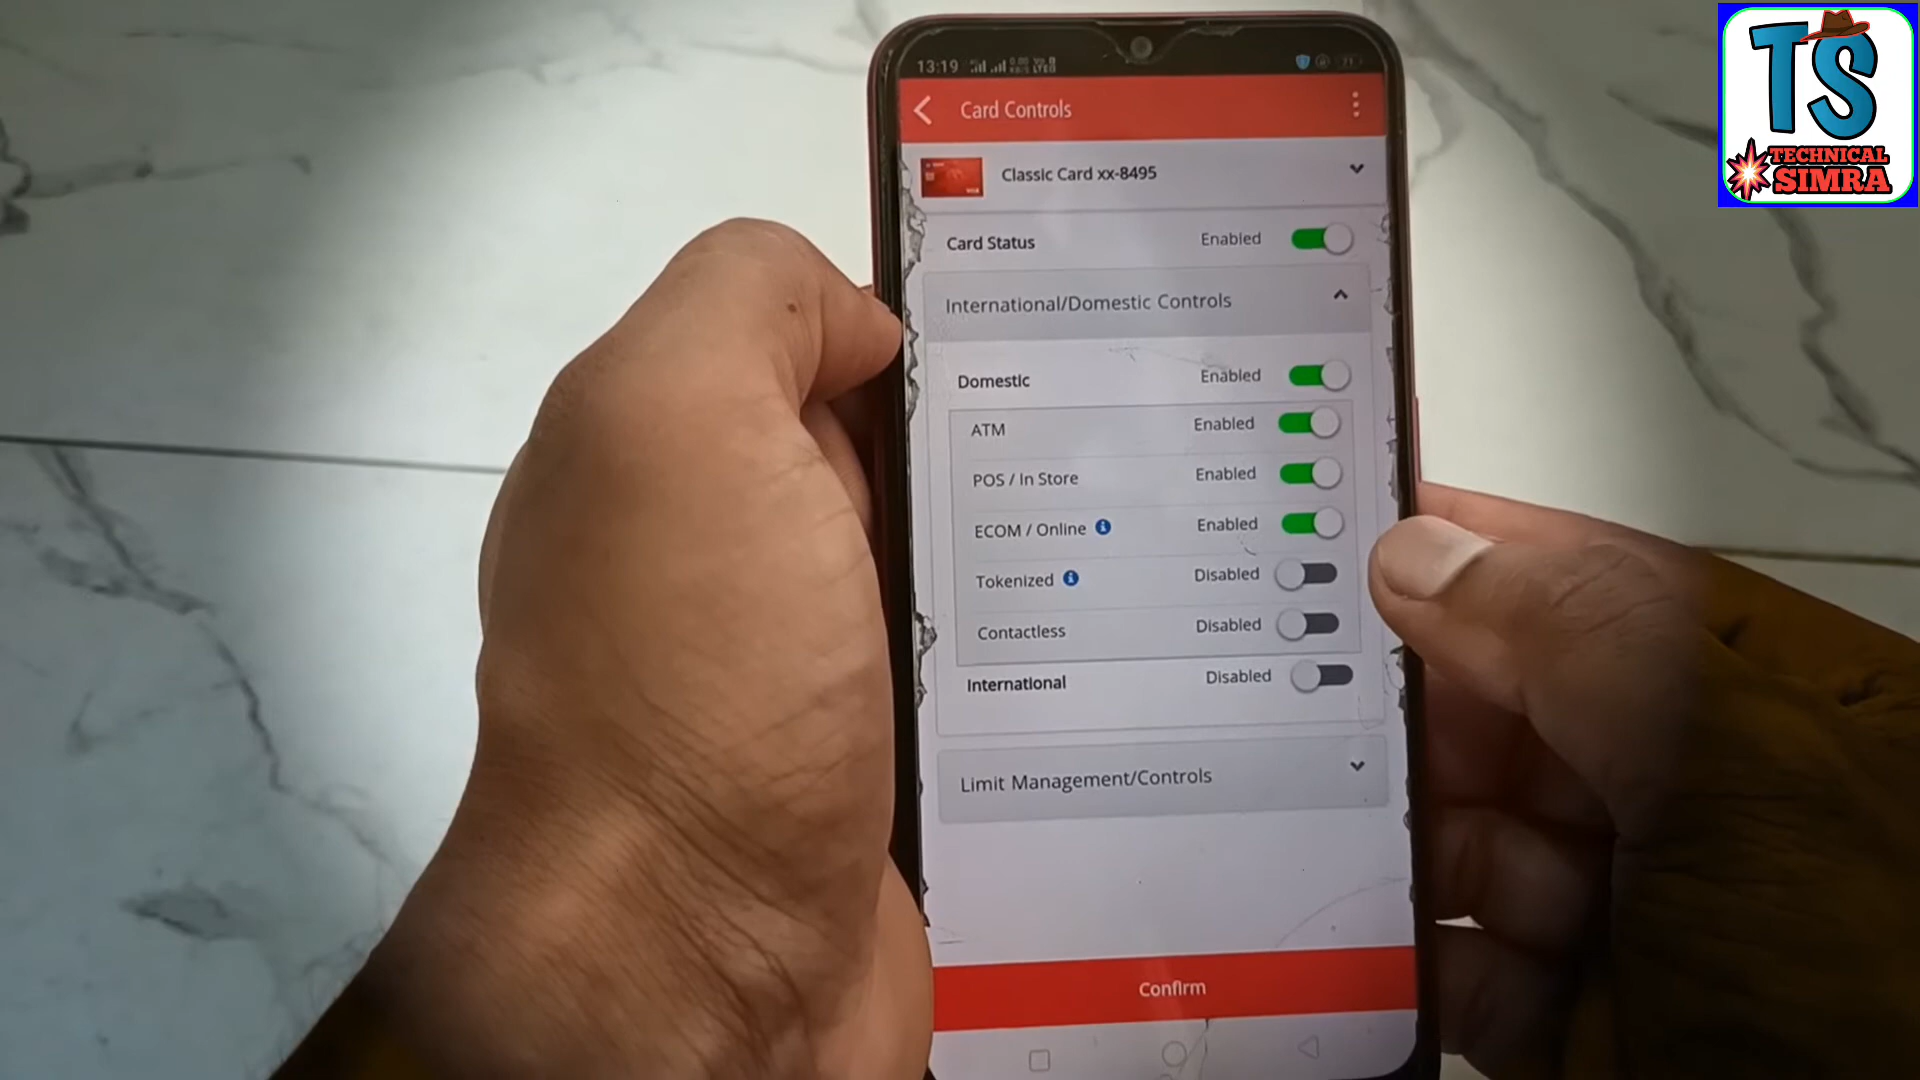 TS
TECHNICAL
SIMRA
13:19
Card Controls
Classic Card xx-8495
Card Status Enabled
International/Domestic Controls
Domestic Enabled
ATM Enabled
POS / In Store Enabled
ECOM / Online Enabled
Tokenized Disabled
Contactless Disabled
International Disabled
Limit Management/Controls
Confirm